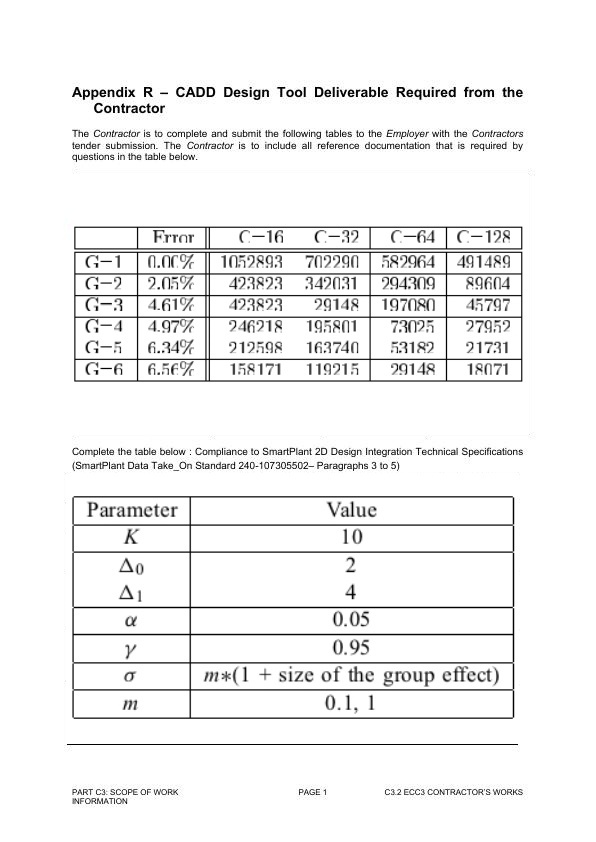 Appendix R – CADD Design Tool Deliverable Required from the
Contractor
The Contractor is to complete and submit the following tables to the Employer with the Contractors
tender submission. The Contractor is to include all reference documentation that is required by
questions in the table below.
Error C−16 C−32 C−64 C−128
G−1 0.00% 1052893 702290 582964 491489
G−2 2.05% 423823 342031 294309 89604
G−3 4.61% 423823 29148 197080 45797
G−4 4.97% 246218 195801 73025 27952
G−5 6.34% 212598 163740 53182 21731
G−6 6.56% 158171 119215 29148 18071
Complete the table below : Compliance to SmartPlant 2D Design Integration Technical Specifications
(SmartPlant Data Take_On Standard 240-107305502– Paragraphs 3 to 5)
Parameter Value
K 10
Δ0 2
Δ1 4
α 0.05
γ 0.95
σ m∗(1 + size of the group effect)
m 0.1, 1
PART C3: SCOPE OF WORK PAGE 1 C3.2 ECC3 CONTRACTOR'S WORKS
INFORMATION